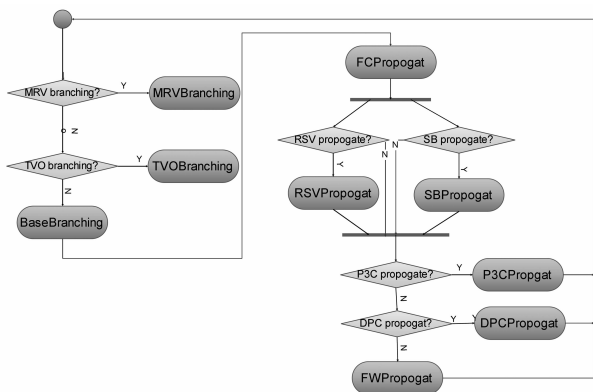 MRV branching?
Y
MRVBranching
N
TVO branching?
Y
TVOBranching
N
BaseBranching
FCPropogat
RSV propogate?
N
N
SB propogate?
Y
Y
RSVPropogat
SBPropogat
P3C propogate?
Y
P3CPropgat
N
DPC propogat?
Y
Y
DPCPropogat
N
FWPropogat